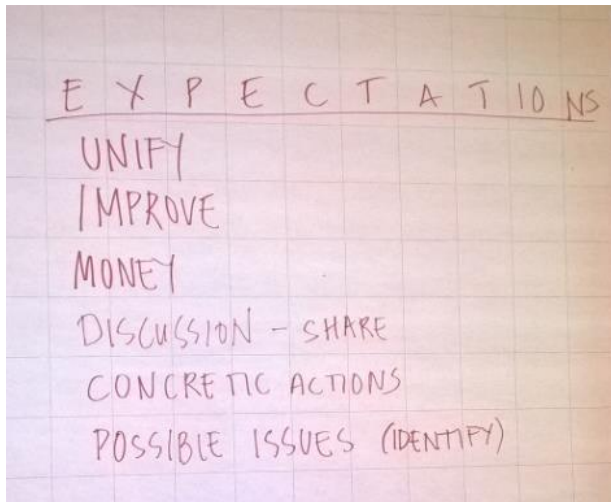 EXPECTATIONS
UNIFY
IMPROVE
MONEY
DISCUSSION - SHARE
CONCRETIC ACTIONS
POSSIBLE ISSUES (IDENTIFY)